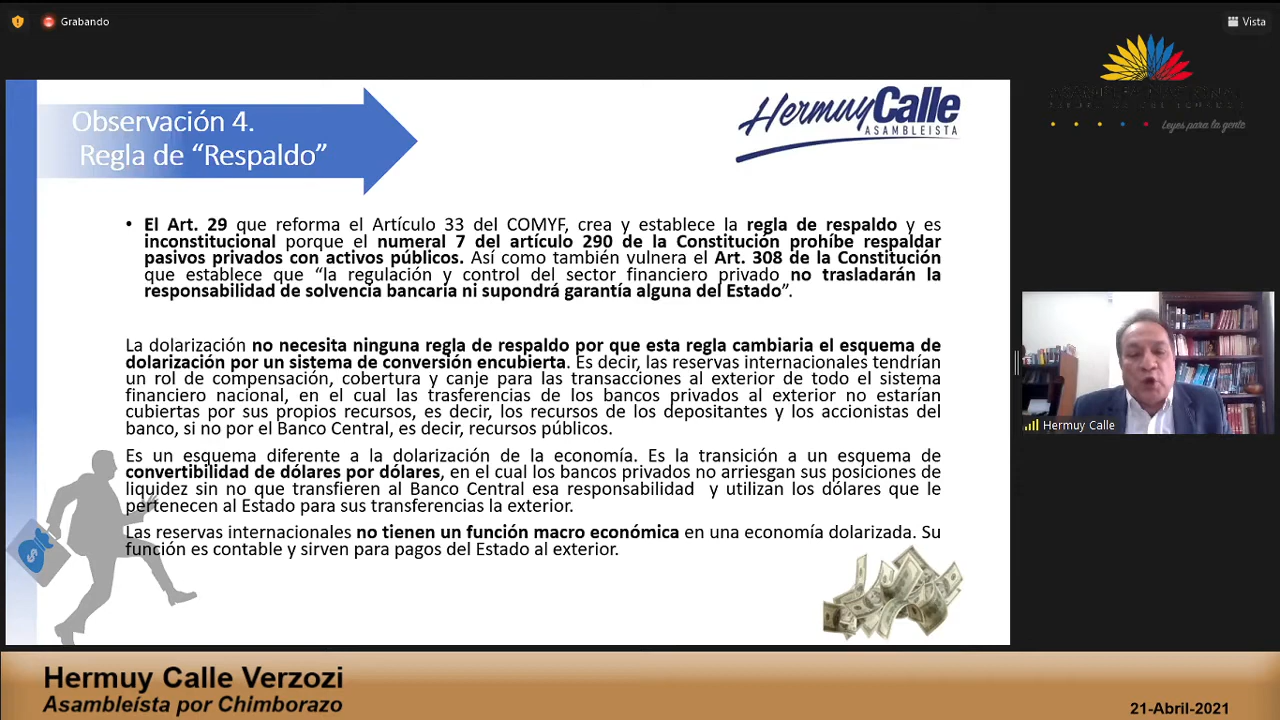 Grabando
Vista
ASAMBLEA NACIONAL
REPÚBLICA DEL ECUADOR
Leyes para la gente
Observación 4.
Regla de “Respaldo”
HermuyCalle
ASAMBLEISTA
• El Art. 29 que reforma el Artículo 33 del COMYF, crea y establece la regla de respaldo y es
inconstitucional porque el numeral 7 del artículo 290 de la Constitución prohíbe respaldar
pasivos privados con activos públicos. Así como también vulnera el Art. 308 de la Constitución
que establece que “la regulación y control del sector financiero privado no trasladarán la
responsabilidad de solvencia bancaria ni supondrá garantía alguna del Estado”.
La dolarización no necesita ninguna regla de respaldo por que esta regla cambiaria el esquema de
dolarización por un sistema de conversión encubierta. Es decir, las reservas internacionales tendrían
un rol de compensación, cobertura y canje para las transacciones al exterior de todo el sistema
financiero nacional, en el cual las trasferencias de los bancos privados al exterior no estarían
cubiertas por sus propios recursos, es decir, los recursos de los depositantes y los accionistas del
banco, si no por el Banco Central, es decir, recursos públicos.
Es un esquema diferente a la dolarización de la economía. Es la transición a un esquema de
convertibilidad de dólares por dólares, en el cual los bancos privados no arriesgan sus posiciones de
liquidez sin no que transfieren al Banco Central esa responsabilidad y utilizan los dólares que le
pertenecen al Estado para sus transferencias la exterior.
Las reservas internacionales no tienen un función macro económica en una economía dolarizada. Su
función es contable y sirven para pagos del Estado al exterior.
Hermuy Calle
Hermuy Calle Verzozi
Asambleísta por Chimborazo
21-Abril-2021